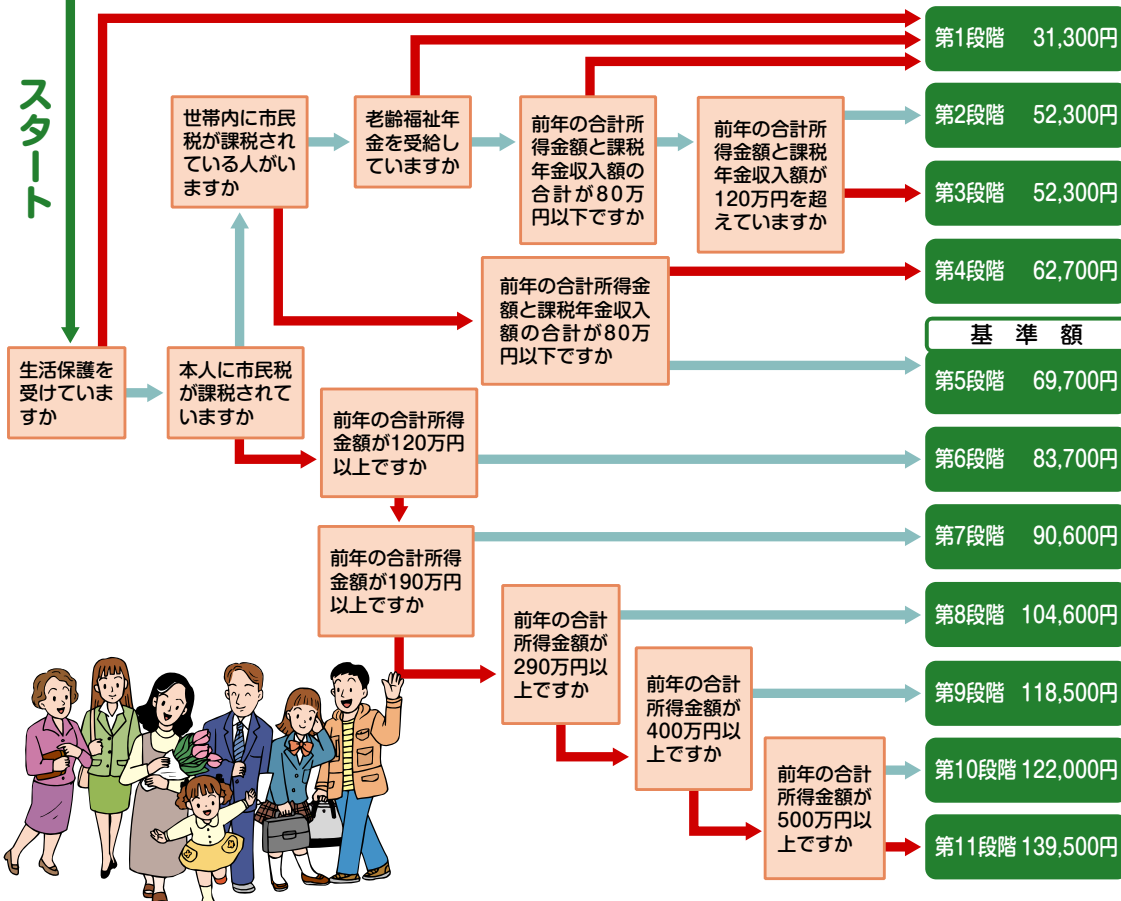 スタート
生活保護を
受けていま
すか
本人に市民税
が課税されて
いますか
世帯内に市民
税が課税され
ている人がい
ますか
老齢福祉年
金を受給し
ていますか
前年の合計所
得金額と課税
年金収入額の
合計が80万
円以下ですか
前年の合計所
得金額と課税
年金収入額が
120万円を超
えていますか
前年の合計所得金
額と課税年金収入
額の合計が80万
円以下ですか
前年の合計所得
金額が120万円
以上ですか
前年の合計所得
金額が190万円
以上ですか
前年の合計
所得金額が
290万円以
上ですか
前年の合計
所得金額が
400万円以
上ですか
前年の合計
所得金額が
500万円以
上ですか
第1段階 31,300円
第2段階 52,300円
第3段階 52,300円
第4段階 62,700円
基 準 額
第5段階 69,700円
第6段階 83,700円
第7段階 90,600円
第8段階 104,600円
第9段階 118,500円
第10段階 122,000円
第11段階 139,500円